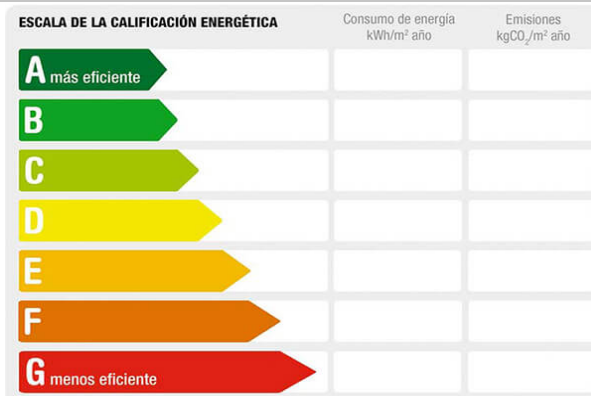 ESCALA DE LA CALIFICACIÓN ENERGÉTICA
Consumo de energía
kWh/m² año
Emisiones
kgCO₂/m² año
A más eficiente
B
C
D
E
F
G menos eficiente